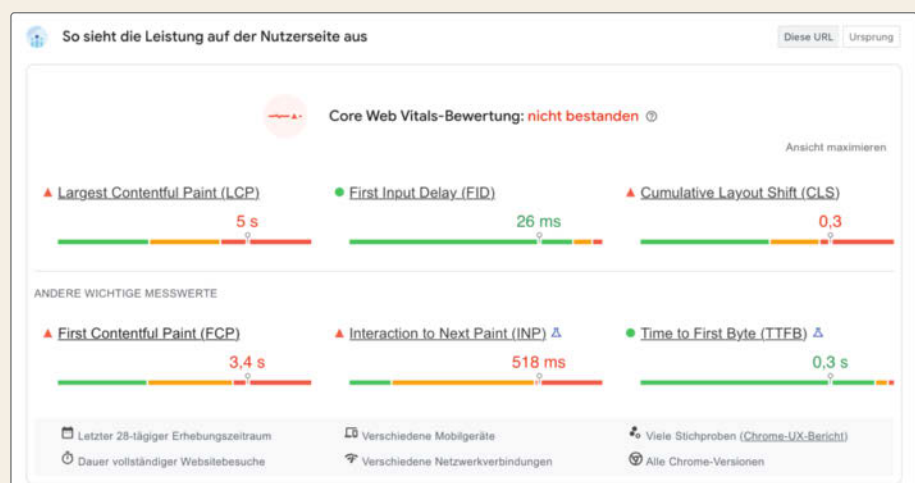 So sieht die Leistung auf der Nutzerseite aus
Diese URL
Ursprung
Core Web Vitals-Bewertung: nicht bestanden
Ansicht maximieren
Largest Contentful Paint (LCP)
5 s
First Input Delay (FID)
26 ms
Cumulative Layout Shift (CLS)
0,3
ANDERE WICHTIGE MESSWERTE
First Contentful Paint (FCP)
3,4 s
Interaction to Next Paint (INP)
518 ms
Time to First Byte (TTFB)
0,3 s
Letzter 28-tägiger Erhebungszeitraum
Verschiedene Mobilgeräte
Viele Stichproben (Chrome-UX-Bericht)
Dauer vollständiger Websitebesuche
Verschiedene Netzwerkverbindungen
Alle Chrome-Versionen